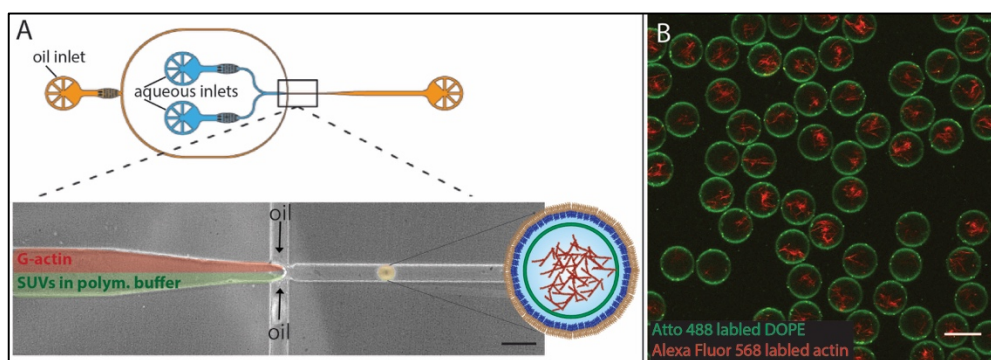 A
oil inlet
aqueous inlets
oil
G-actin
SUVs in polym. buffer
oil
B
Atto 488 labled DOPE
Alexa Fluor 568 labled actin